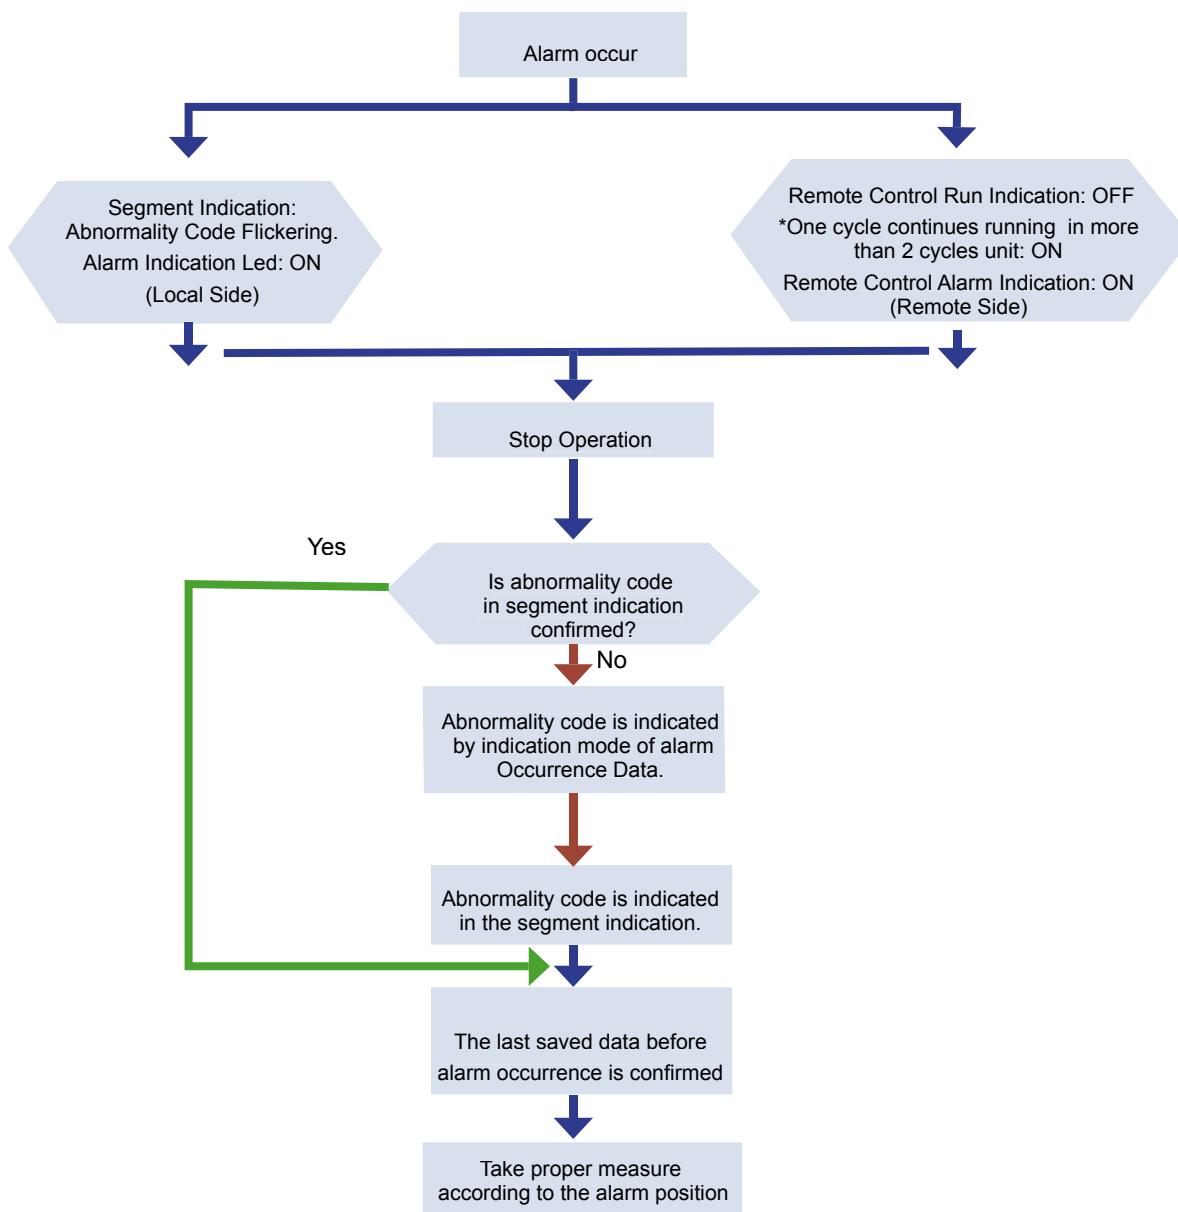 Alarm occur
Segment Indication:
Abnormality Code Flickering.
Alarm Indication Led: ON
(Local Side)
Remote Control Run Indication: OFF
*One cycle continues running in more
than 2 cycles unit: ON
Remote Control Alarm Indication: ON
(Remote Side)
Stop Operation
Yes
Is abnormality code
in segment indication
confirmed?
No
Abnormality code is indicated
by indication mode of alarm
Occurrence Data.
Abnormality code is indicated
in the segment indication.
The last saved data before
alarm occurrence is confirmed
Take proper measure
according to the alarm position